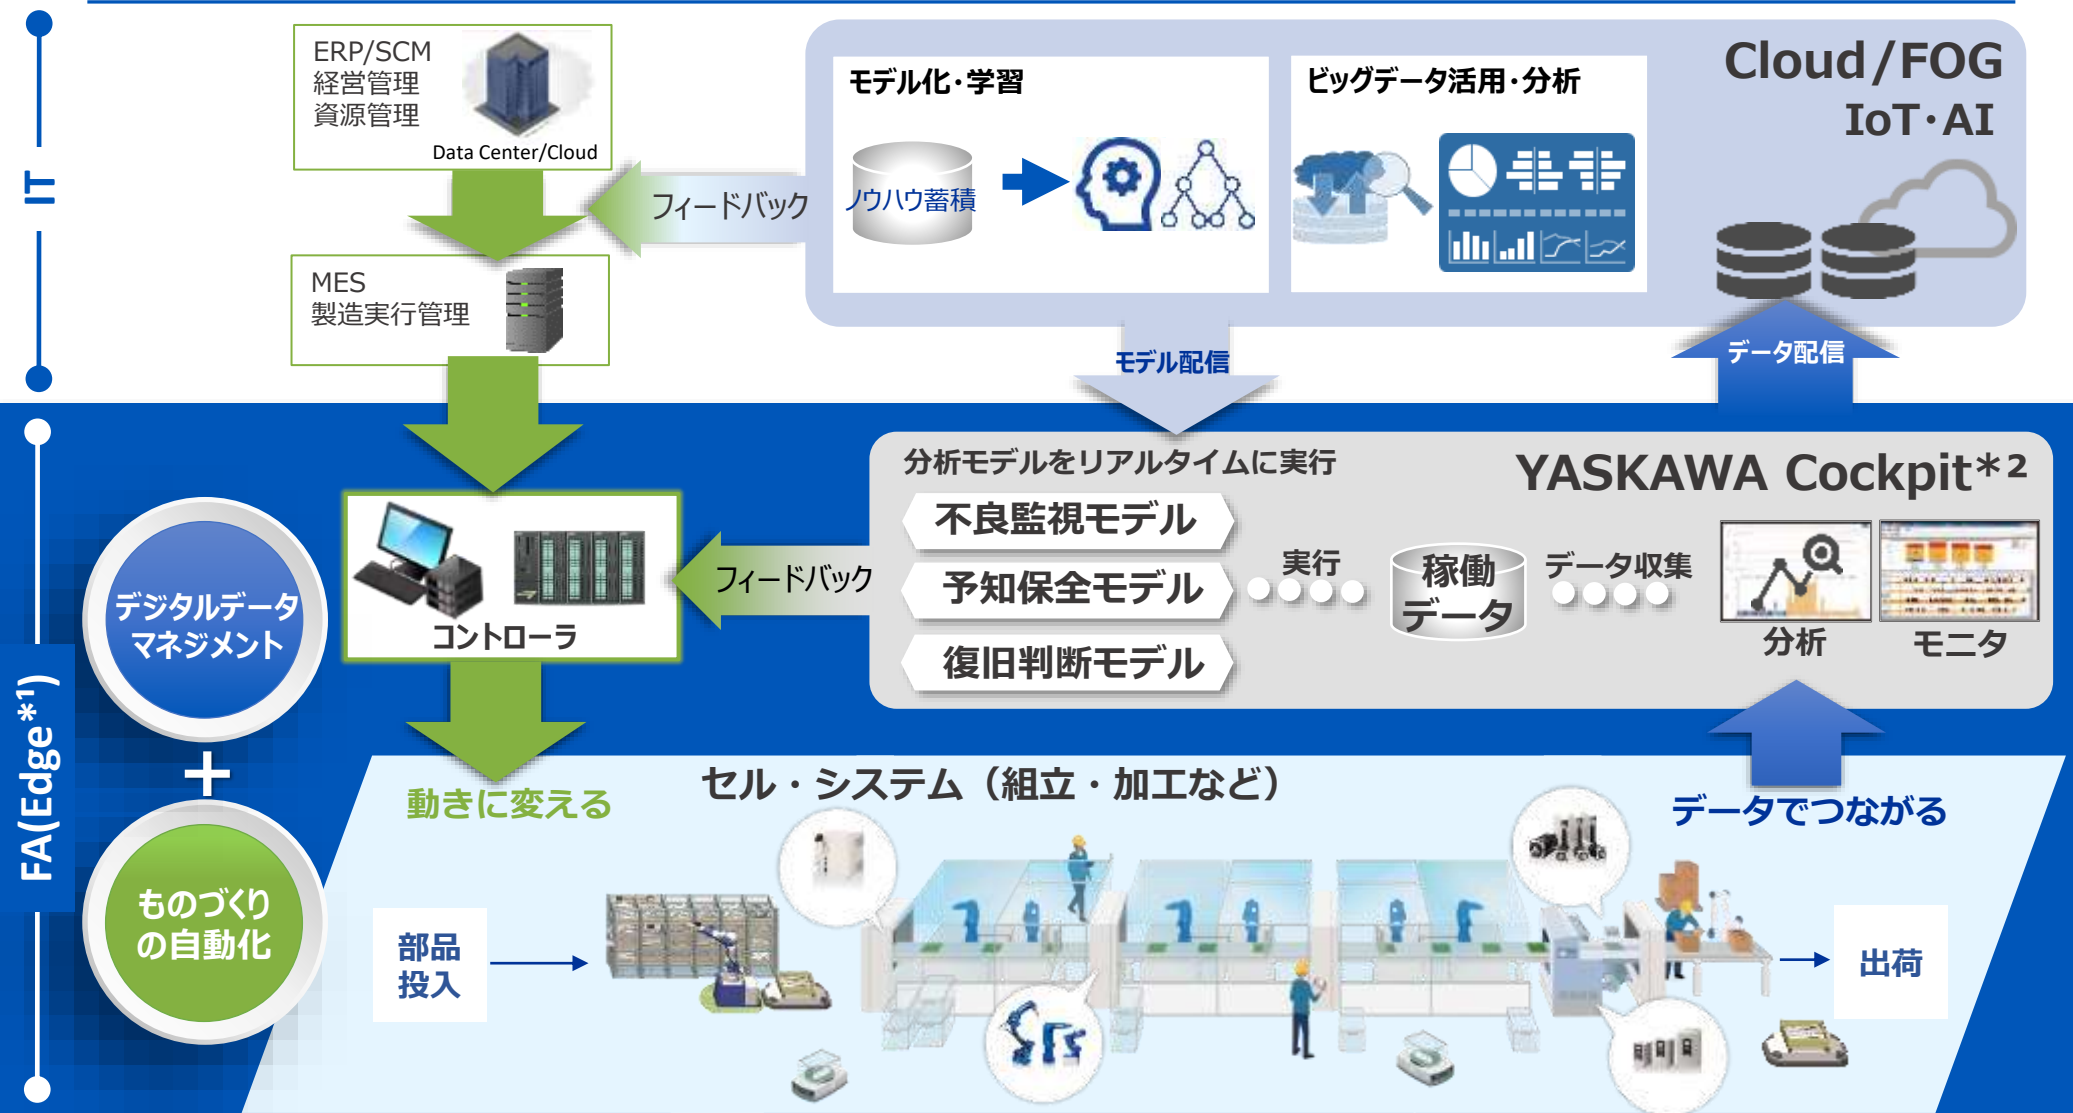 IT
ERP/SCM
経営管理
資源管理
Data Center/Cloud
フィードバック
モデル化・学習
ノウハウ蓄積
ビッグデータ活用・分析
Cloud/FOG
IoT・AI
MES
製造実行管理
モデル配信
データ配信
FA(Edge*¹)
デジタルデータ
マネジメント
+
ものづくり
の自動化
コントローラ
フィードバック
分析モデルをリアルタイムに実行
YASKAWA Cockpit*²
不良監視モデル
予知保全モデル
復旧判断モデル
実行
稼働
データ
データ収集
分析
モニタ
動きに変える
セル・システム（組立・加工など）
データでつながる
部品
投入
出荷